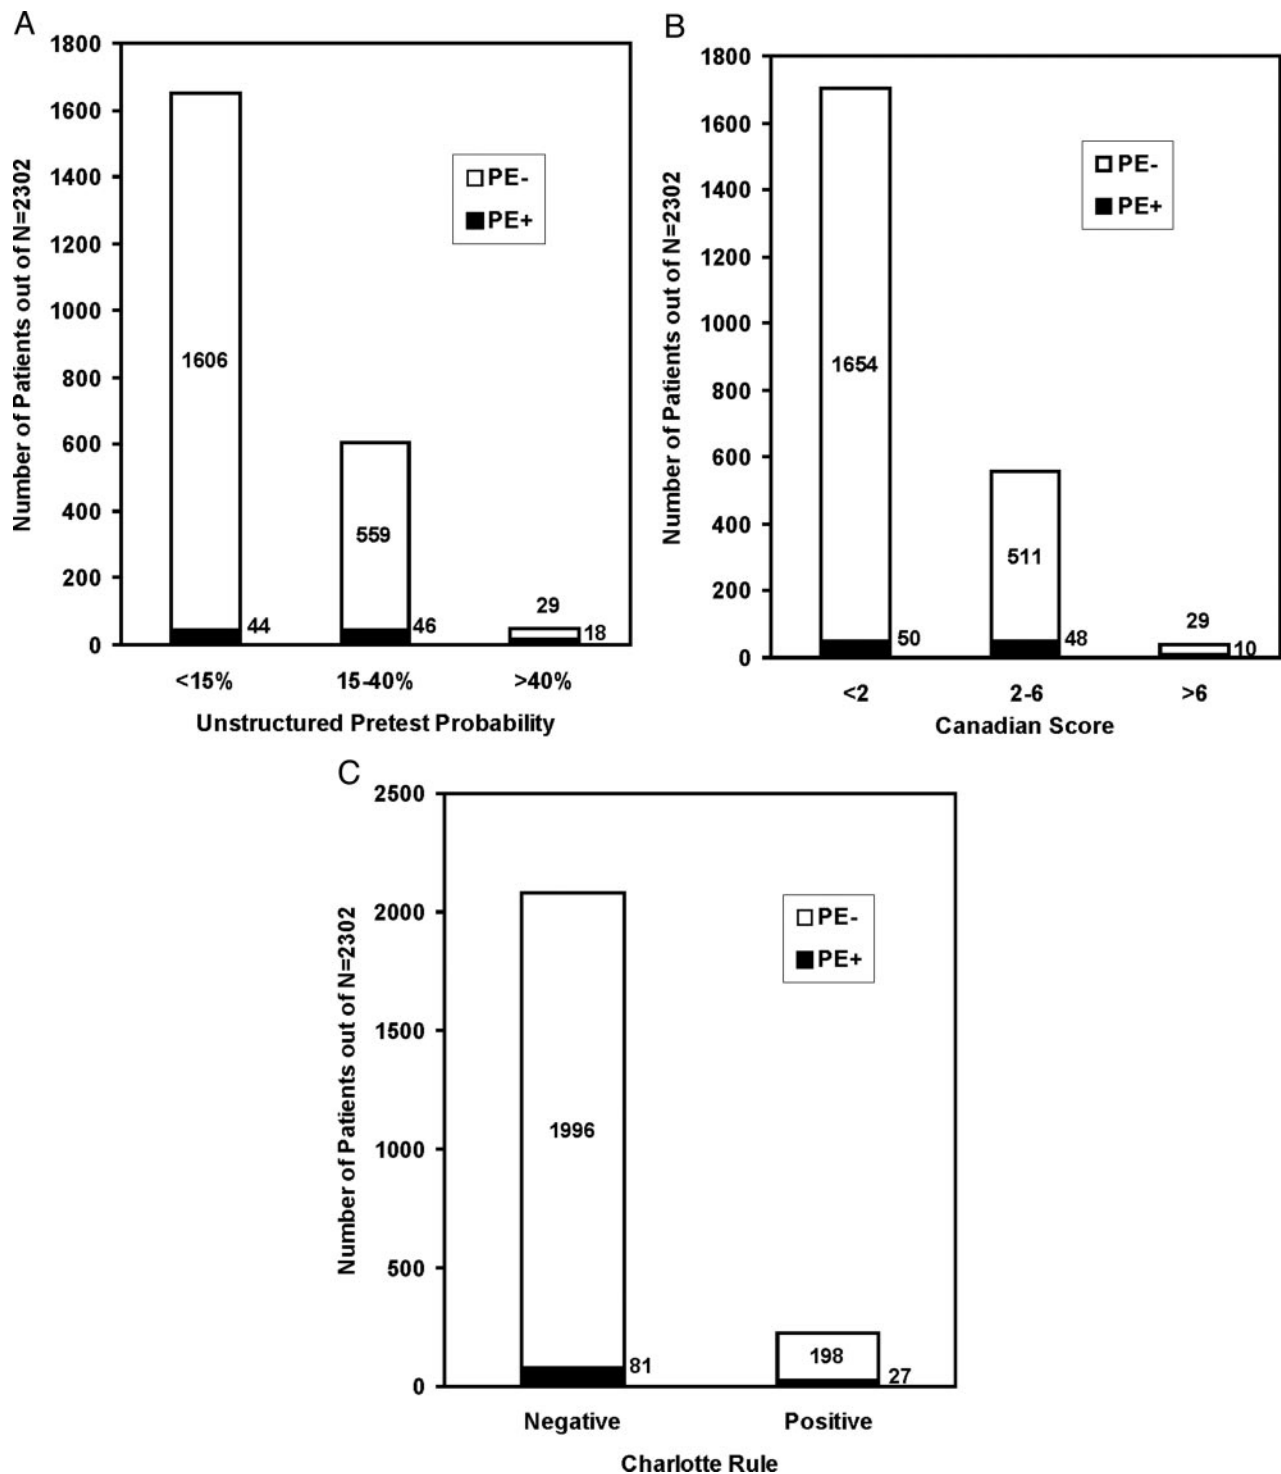 A
Number of Patients out of N=2302
1800
1600
1400
1200
1000
800
600
400
200
0
PE-
PE+
1606
44
559
46
29
18
<15%
15-40%
>40%
Unstructured Pretest Probability
B
Number of Patients out of N=2302
1800
1600
1400
1200
1000
800
600
400
200
0
PE-
PE+
1654
50
511
48
29
10
<2
2-6
>6
Canadian Score
C
Number of Patients out of N=2302
2500
2000
1500
1000
500
0
PE-
PE+
1996
81
198
27
Negative
Positive
Charlotte Rule